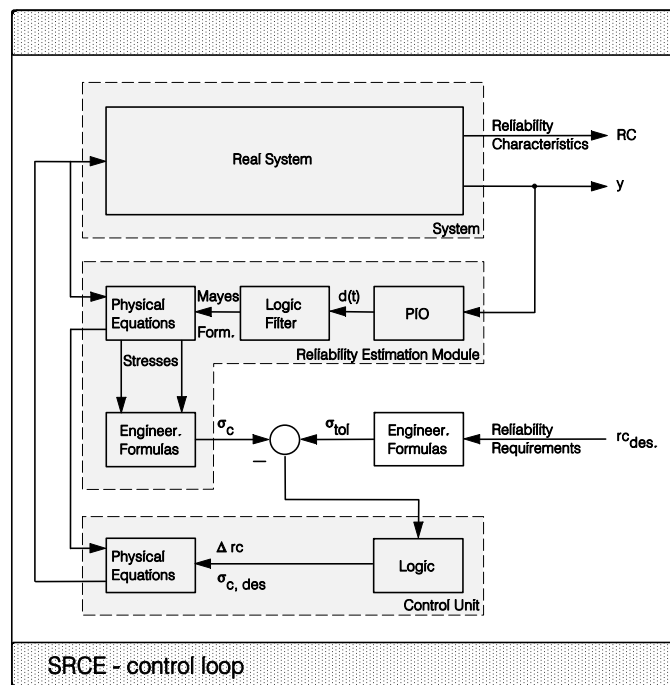 Real System
Reliability
Characteristics
RC
y
System
Physical
Equations
Mayes
Form.
Logic
Filter
d(t)
PIO
Stresses
Reliability Estimation Module
Engineer.
Formulas
σc
σtol
Engineer.
Formulas
Reliability
Requirements
rcdes.
−
Physical
Equations
Δ rc
σc, des
Logic
Control Unit
SRCE - control loop